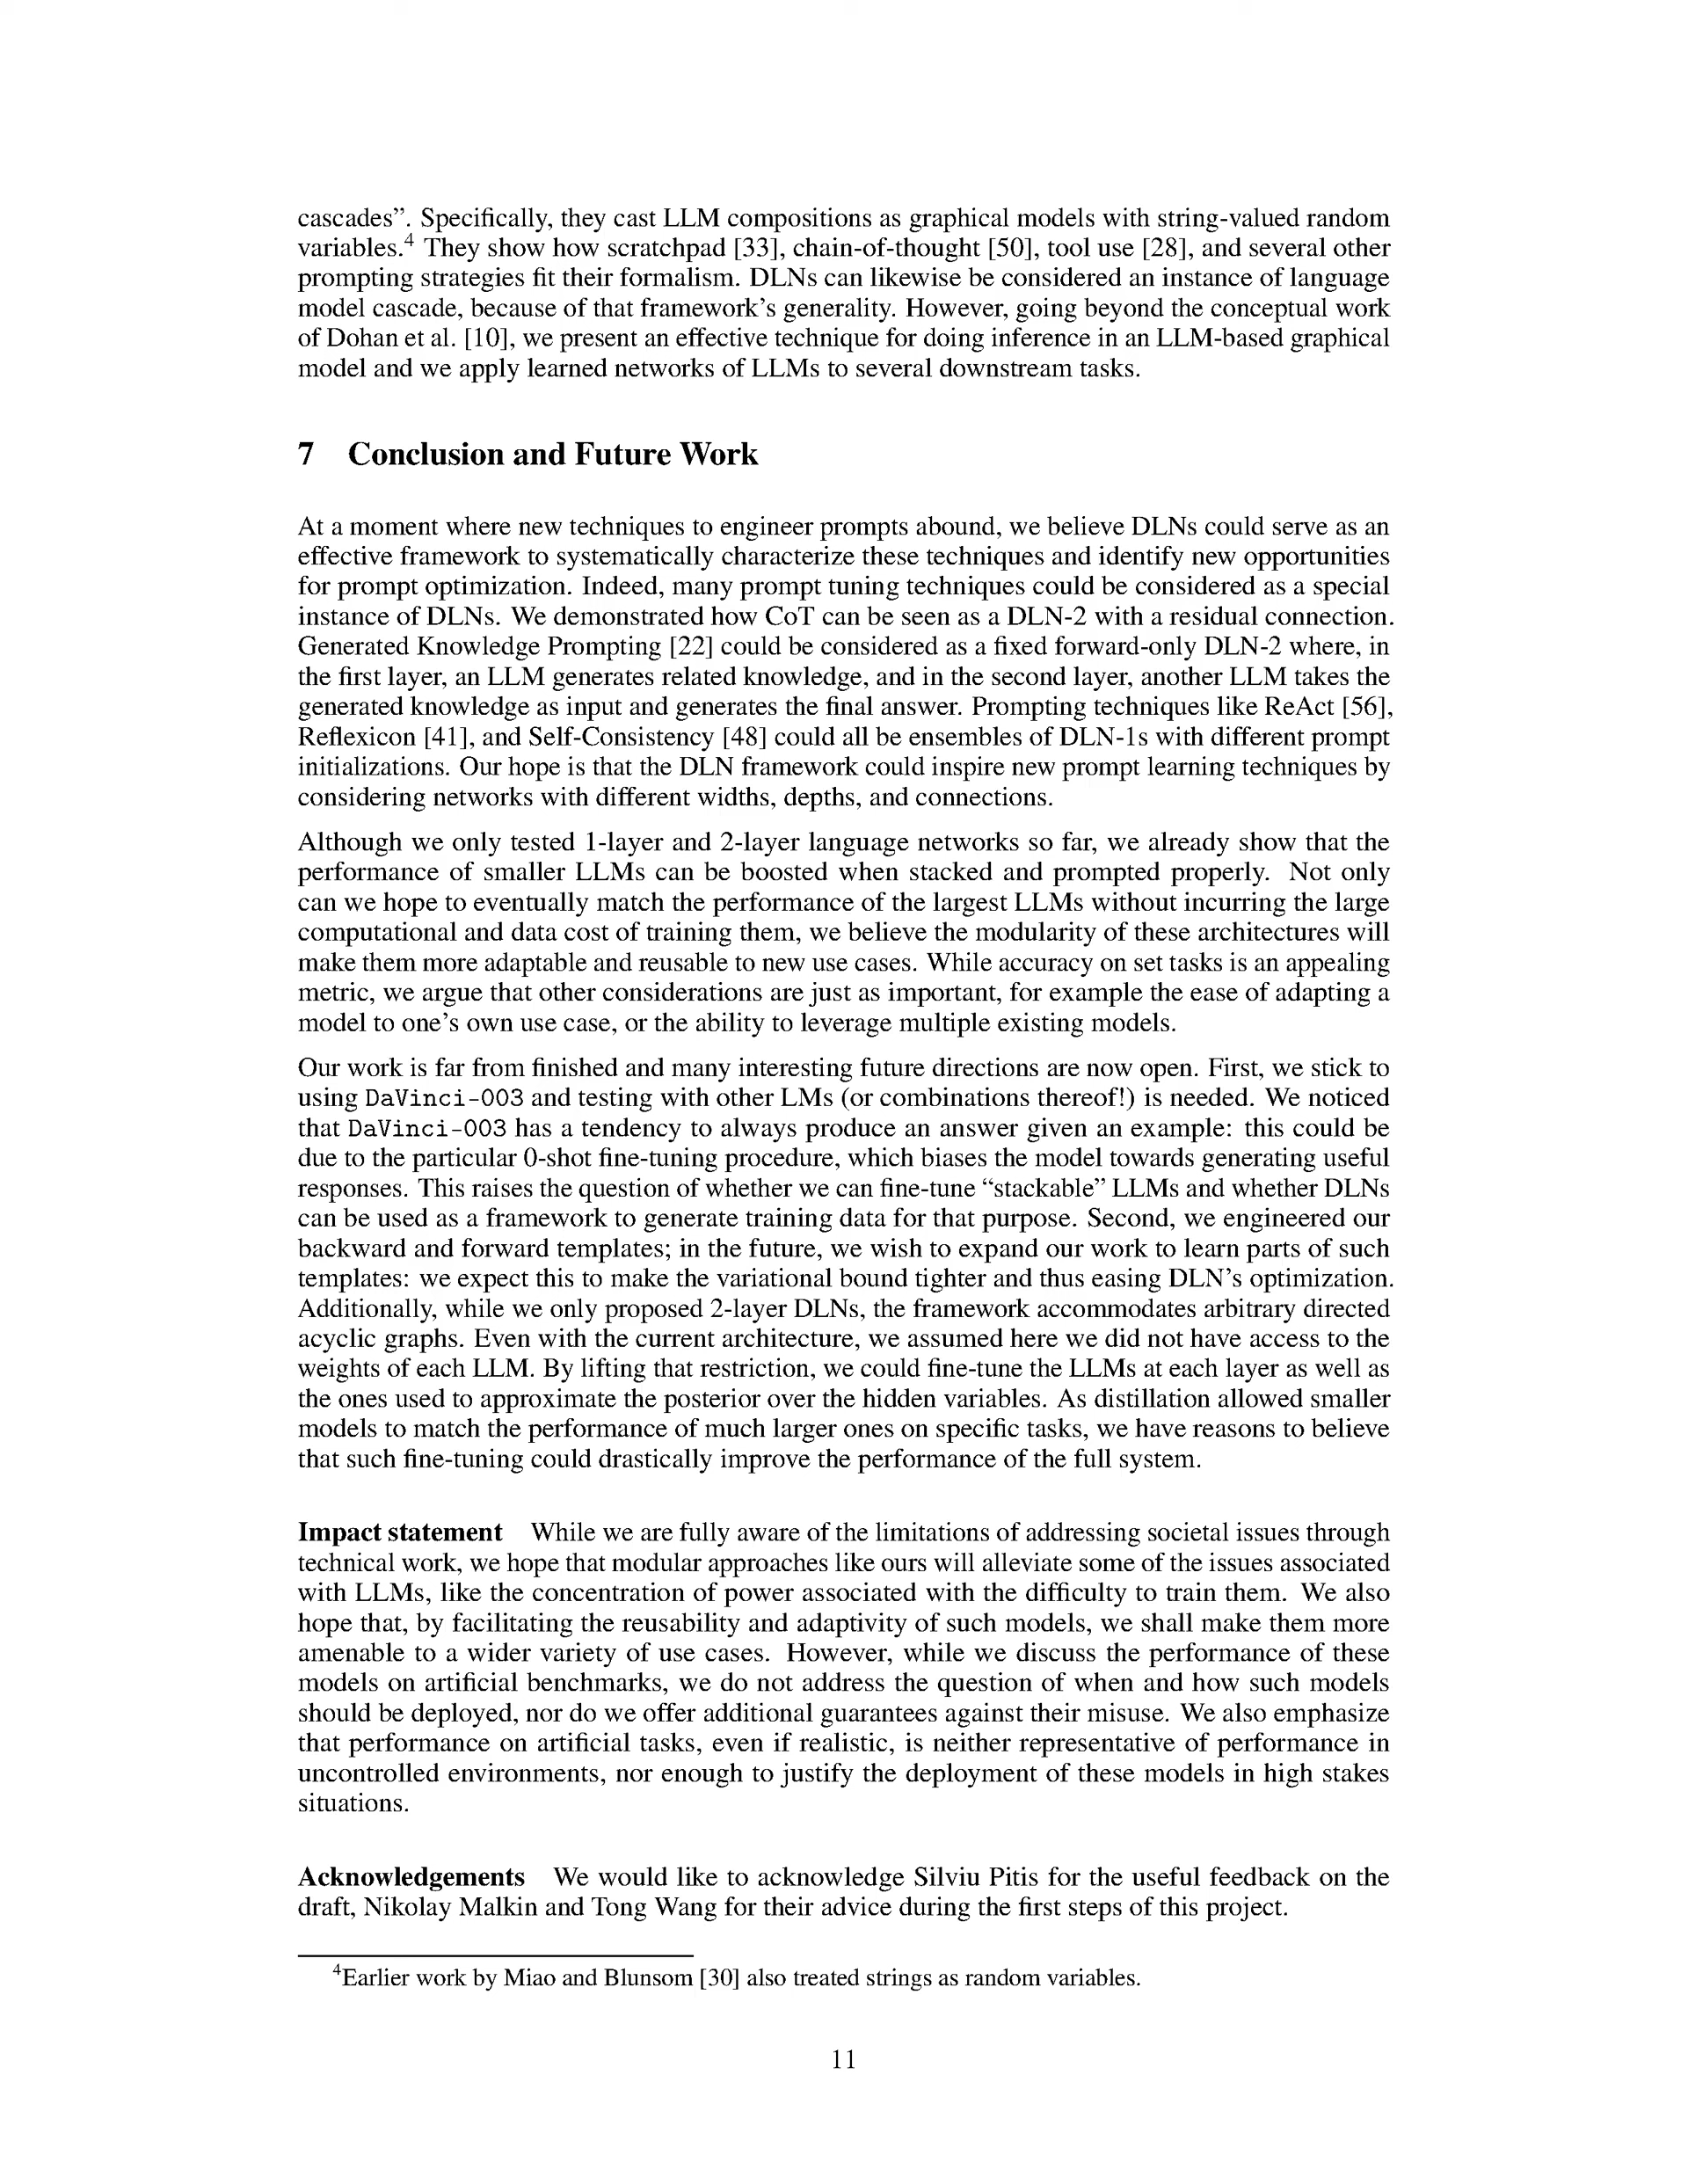 cascades”. Specifically, they cast LLM compositions as graphical models with string-valued random
variables.⁴ They show how scratchpad [33], chain-of-thought [50], tool use [28], and several other
prompting strategies fit their formalism. DLNs can likewise be considered an instance of language
model cascade, because of that framework’s generality. However, going beyond the conceptual work
of Dohan et al. [10], we present an effective technique for doing inference in an LLM-based graphical
model and we apply learned networks of LLMs to several downstream tasks.
7 Conclusion and Future Work
At a moment where new techniques to engineer prompts abound, we believe DLNs could serve as an
effective framework to systematically characterize these techniques and identify new opportunities
for prompt optimization. Indeed, many prompt tuning techniques could be considered as a special
instance of DLNs. We demonstrated how CoT can be seen as a DLN-2 with a residual connection.
Generated Knowledge Prompting [22] could be considered as a fixed forward-only DLN-2 where, in
the first layer, an LLM generates related knowledge, and in the second layer, another LLM takes the
generated knowledge as input and generates the final answer. Prompting techniques like ReAct [56],
Reflexicon [41], and Self-Consistency [48] could all be ensembles of DLN-1s with different prompt
initializations. Our hope is that the DLN framework could inspire new prompt learning techniques by
considering networks with different widths, depths, and connections.
Although we only tested 1-layer and 2-layer language networks so far, we already show that the
performance of smaller LLMs can be boosted when stacked and prompted properly. Not only
can we hope to eventually match the performance of the largest LLMs without incurring the large
computational and data cost of training them, we believe the modularity of these architectures will
make them more adaptable and reusable to new use cases. While accuracy on set tasks is an appealing
metric, we argue that other considerations are just as important, for example the ease of adapting a
model to one’s own use case, or the ability to leverage multiple existing models.
Our work is far from finished and many interesting future directions are now open. First, we stick to
using DaVinci-003 and testing with other LMs (or combinations thereof!) is needed. We noticed
that DaVinci-003 has a tendency to always produce an answer given an example: this could be
due to the particular 0-shot fine-tuning procedure, which biases the model towards generating useful
responses. This raises the question of whether we can fine-tune “stackable” LLMs and whether DLNs
can be used as a framework to generate training data for that purpose. Second, we engineered our
backward and forward templates; in the future, we wish to expand our work to learn parts of such
templates: we expect this to make the variational bound tighter and thus easing DLN’s optimization.
Additionally, while we only proposed 2-layer DLNs, the framework accommodates arbitrary directed
acyclic graphs. Even with the current architecture, we assumed here we did not have access to the
weights of each LLM. By lifting that restriction, we could fine-tune the LLMs at each layer as well as
the ones used to approximate the posterior over the hidden variables. As distillation allowed smaller
models to match the performance of much larger ones on specific tasks, we have reasons to believe
that such fine-tuning could drastically improve the performance of the full system.
Impact statement While we are fully aware of the limitations of addressing societal issues through
technical work, we hope that modular approaches like ours will alleviate some of the issues associated
with LLMs, like the concentration of power associated with the difficulty to train them. We also
hope that, by facilitating the reusability and adaptivity of such models, we shall make them more
amenable to a wider variety of use cases. However, while we discuss the performance of these
models on artificial benchmarks, we do not address the question of when and how such models
should be deployed, nor do we offer additional guarantees against their misuse. We also emphasize
that performance on artificial tasks, even if realistic, is neither representative of performance in
uncontrolled environments, nor enough to justify the deployment of these models in high stakes
situations.
Acknowledgements We would like to acknowledge Silviu Pitis for the useful feedback on the
draft, Nikolay Malkin and Tong Wang for their advice during the first steps of this project.
⁴Earlier work by Miao and Blunsom [30] also treated strings as random variables.
11